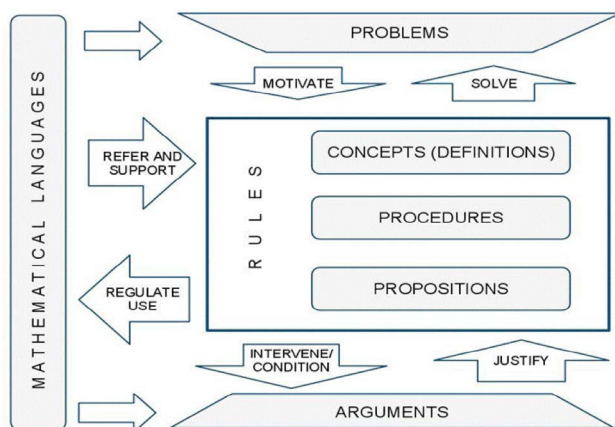 MATHEMATICAL LANGUAGES
PROBLEMS
MOTIVATE
SOLVE
REFER AND
SUPPORT
RULES
CONCEPTS (DEFINITIONS)
PROCEDURES
PROPOSITIONS
REGULATE
USE
INTERVENE/
CONDITION
JUSTIFY
ARGUMENTS